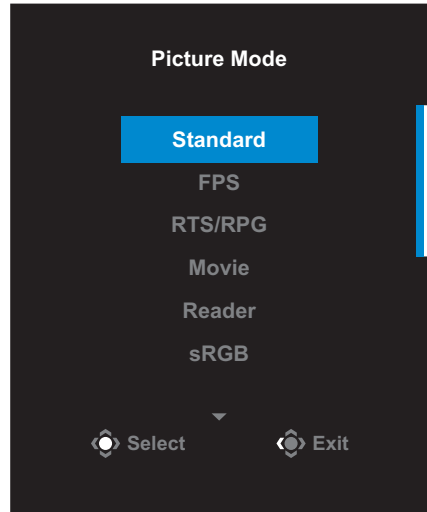 Picture Mode
Standard
FPS
RTS/RPG
Movie
Reader
sRGB
Select Exit